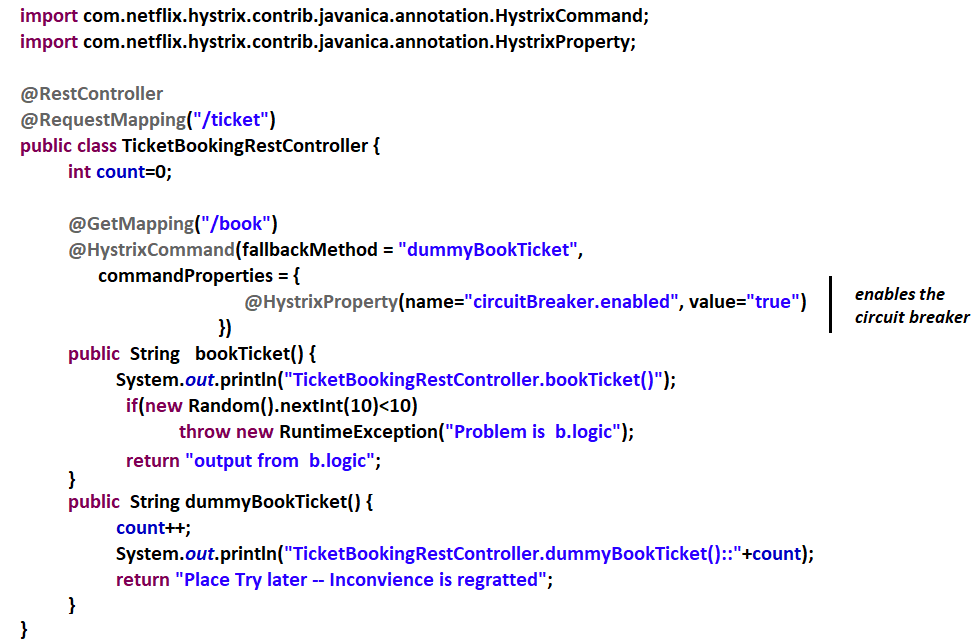 import com.netflix.hystrix.contrib.javanica.annotation.HystrixCommand;
import com.netflix.hystrix.contrib.javanica.annotation.HystrixProperty;
@RestController
@RequestMapping("/ticket")
public class TicketBookingRestController {
int count=0;
@GetMapping("/book")
@HystrixCommand(fallbackMethod = "dummyBookTicket",
commandProperties = {
@HystrixProperty(name="circuitBreaker.enabled", value="true")
})
enables the
circuit breaker
public String bookTicket() {
System.out.println("TicketBookingRestController.bookTicket()");
if(new Random().nextInt(10)<10)
throw new RuntimeException("Problem is b.logic");
return "output from b.logic";
}
public String dummyBookTicket() {
count++;
System.out.println("TicketBookingRestController.dummyBookTicket()::"+count);
return "Place Try later -- Inconvience is regratted";
}
}